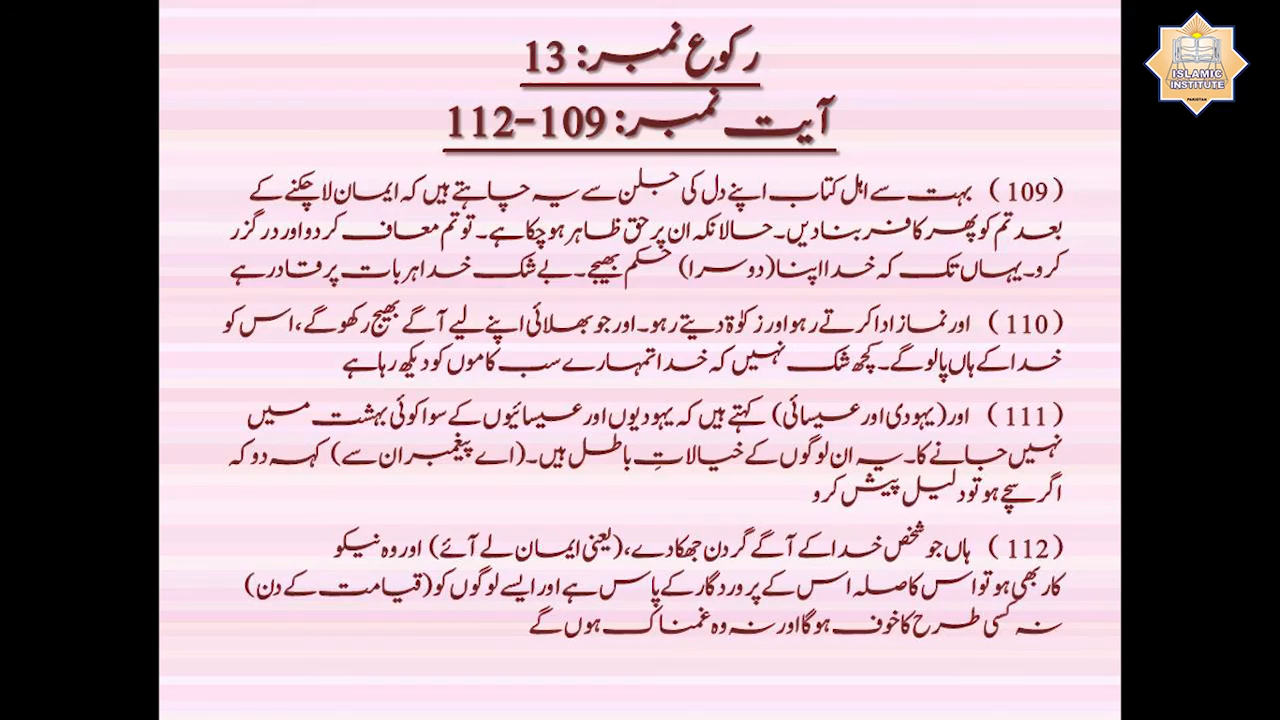 رکوع نمبر: 13
آیت نمبر: 109-112
(109) بہت سے اہل کتاب اپنے دل کی جلن سے یہ چاہتے ہیں کہ ایمان لا چکنے کے
بعد تم کو پھر کافر بنا دیں۔ حالانکہ ان پر حق ظاہر ہو چکا ہے۔ تو تم معاف کردو اور درگزر
کرو۔ یہاں تک کہ خدا اپنا (دوسرا) حکم بھیجے۔ بے شک خدا ہر بات پر قادر ہے
(110) اور نماز ادا کرتے رہو اور زکوٰۃ دیتے رہو۔ اور جو بھلائی اپنے لیے آگے بھیج رکھو گے، اس کو
خدا کے ہاں پا لو گے۔ کچھ شک نہیں کہ خدا تمہارے سب کاموں کو دیکھ رہا ہے
(111) اور (یہودی اور عیسائی) کہتے ہیں کہ یہودیوں اور عیسائیوں کے سوا کوئی بہشت میں
نہیں جانے کا۔ یہ ان لوگوں کے خیالاتِ باطل ہیں۔ (اے پیغمبر ان سے) کہہ دو کہ
اگر سچے ہو تو دلیل پیش کرو
(112) ہاں جو شخص خدا کے آگے گردن جھکا دے، (یعنی ایمان لے آئے) اور وہ نیکو
کار بھی ہو تو اس کا صلہ اس کے پروردگار کے پاس ہے اور ایسے لوگوں کو (قیامت کے دن)
نہ کسی طرح کا خوف ہوگا اور نہ وہ غمناک ہوں گے
ISLAMIC
INSTITUTE
PAKISTAN